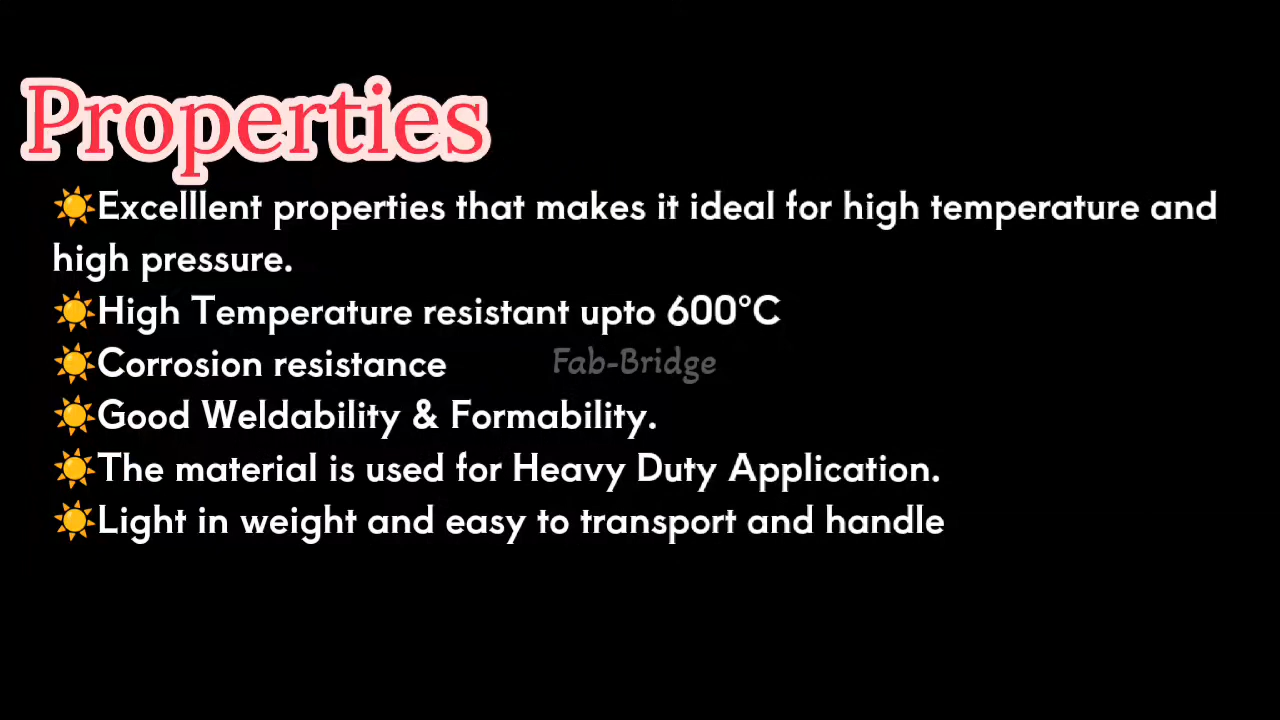 Properties
☀Excelllent properties that makes it ideal for high temperature and
high pressure.
☀High Temperature resistant upto 600°C
☀Corrosion resistance
Fab-Bridge
☀Good Weldability & Formability.
☀The material is used for Heavy Duty Application.
☀Light in weight and easy to transport and handle